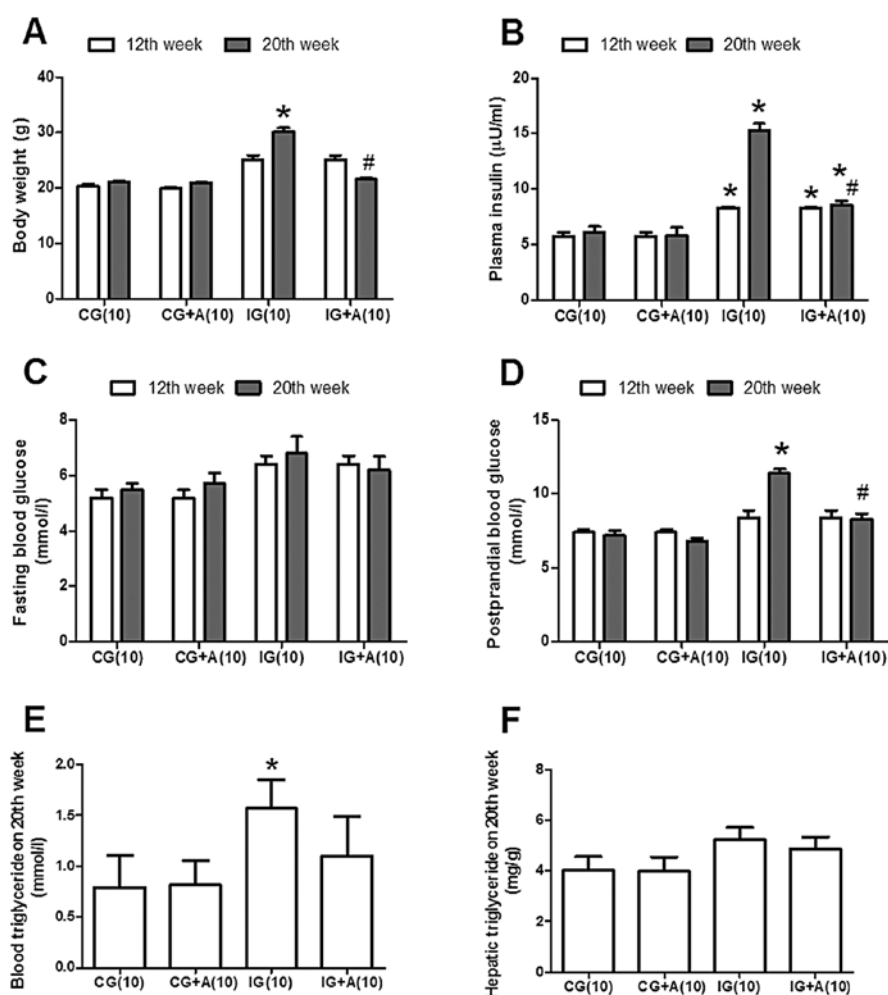 A
12th week 20th week
Body weight (g)
40
30
20
10
0
*
#
CG(10) CG+A(10) IG(10) IG+A(10)
B
12th week 20th week
Plasma insulin (μU/ml)
20
15
10
5
0
* * * * #
CG(10) CG+A(10) IG(10) IG+A(10)
C
12th week 20th week
Fasting blood glucose
(mmol/l)
8
6
4
2
0
CG(10) CG+A(10) IG(10) IG+A(10)
D
12th week 20th week
Postprandial blood glucose
(mmol/l)
15
10
5
0
*
#
CG(10) CG+A(10) IG(10) IG+A(10)
E
Blood triglyceride on 20th week
(mmol/l)
2.0
1.5
1.0
0.5
0.0
*
CG(10) CG+A(10) IG(10) IG+A(10)
F
Hepatic triglyceride on 20th week
(mg/g)
8
6
4
2
0
CG(10) CG+A(10) IG(10) IG+A(10)